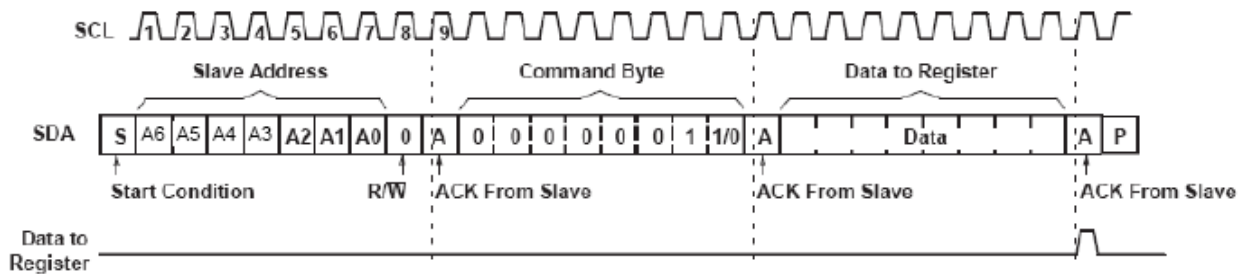 SCL 1 2 3 4 5 6 7 8 9
Slave Address Command Byte Data to Register
SDA S A6 A5 A4 A3 A2 A1 A0 0 A 0 0 0 0 0 0 1 1/0 A Data A P
Start Condition R/W̅ ACK From Slave ACK From Slave ACK From Slave
Data to
Register